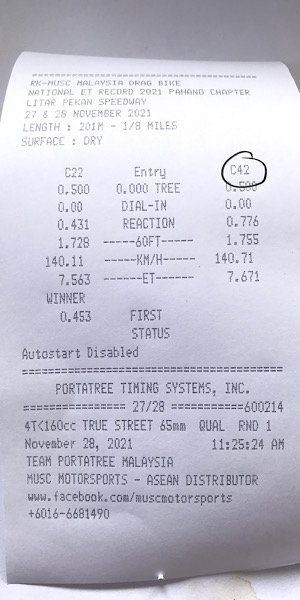 ==========================================
RK-MUSC MALAYSIA DRAG BIKE
NATIONAL ET RECORD 2021 PAHANG CHAPTER
LITAR PEKAN SPEEDWAY
27 & 28 NOVEMBER 2021
LENGTH : 201M - 1/8 MILES
SURFACE : DRY
C22 Entry C42
0.500 0.000 TREE 0.500
0.00 DIAL-IN 0.00
0.431 REACTION 0.776
1.728 -----60FT----- 1.755
140.11 -----KM/H----- 140.71
7.563 ------ET------ 7.671
WINNER
0.453 FIRST
STATUS
Autostart Disabled
========================================
PORTATREE TIMING SYSTEMS, INC.
================ 27/28 ===========600214
4T<160cc TRUE STREET 65mm QUAL RND 1
November 28, 2021 11:25:24 AM
TEAM PORTATREE MALAYSIA
MUSC MOTORSPORTS - ASEAN DISTRIBUTOR
www.facebook.com/muscmotorsports
+6016-6681490